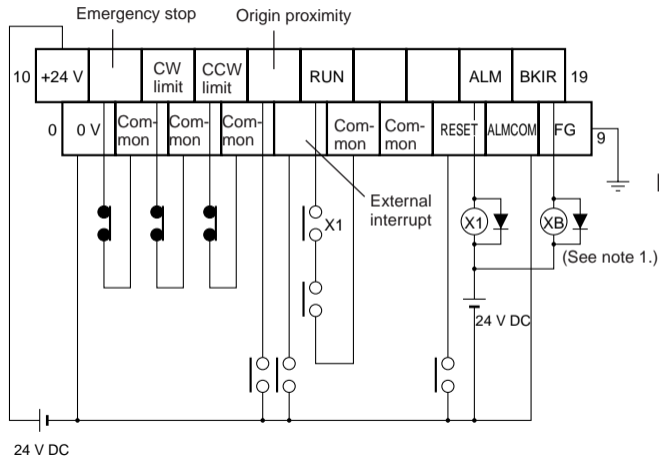 Emergency stop
Origin proximity
10
+24 V
CW
limit
CCW
limit
RUN
ALM
BKIR
19
0
0 V
Com-
mon
Com-
mon
Com-
mon
Com-
mon
Com-
mon
RESET
ALMCOM
FG
9
External
interrupt
X1
X1
XB
(See note 1.)
24 V DC
24 V DC